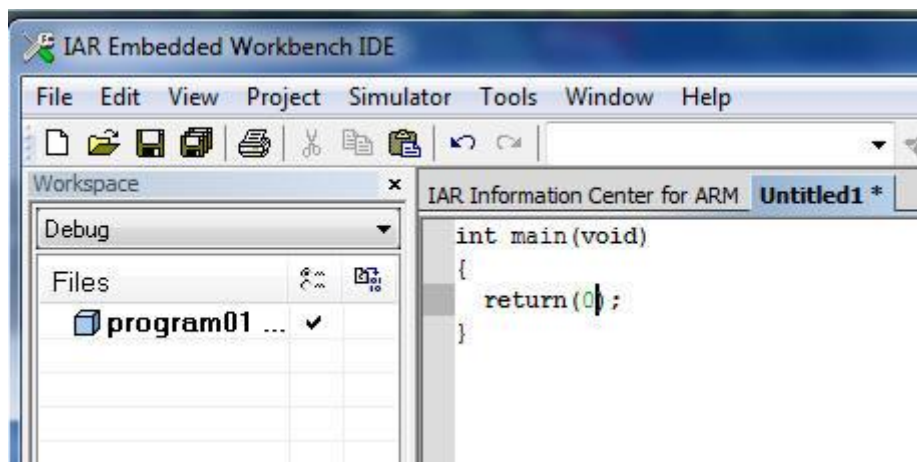 IAR Embedded Workbench IDE
File Edit View Project Simulator Tools Window Help
Workspace
IAR Information Center for ARM Untitled1 *
Debug
Files
program01 ...
int main(void)
{
return(0);
}